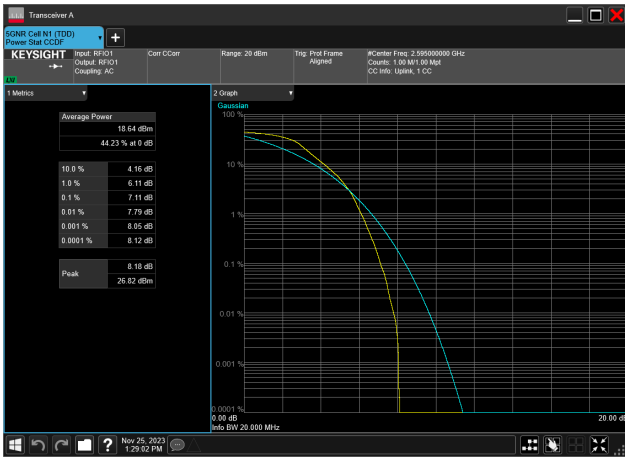 Transceiver A
5GNR Cell N1 (TDD)
Power Stat CCDF
KEYSIGHT
Input: RFIO1
Output: RFIO1
Coupling: AC
Corr CCorr
Range: 20 dBm
Trig: Prot Frame
Aligned
#Center Freq: 2.595000000 GHz
Counts: 1.00 M/1.00 Mpt
CC Info: Uplink, 1 CC
1 Metrics
Average Power
18.64 dBm
44.23 % at 0 dB
10.0 % 4.16 dB
1.0 % 6.11 dB
0.1 % 7.11 dB
0.01 % 7.79 dB
0.001 % 8.05 dB
0.0001 % 8.12 dB
Peak
8.18 dB
26.82 dBm
2 Graph
Gaussian
100 %
10 %
1 %
0.1 %
0.01 %
0.001 %
0.0001 %
0.00 dB
20.00 dB
Info BW 20.000 MHz
Nov 25, 2023
1:29:02 PM